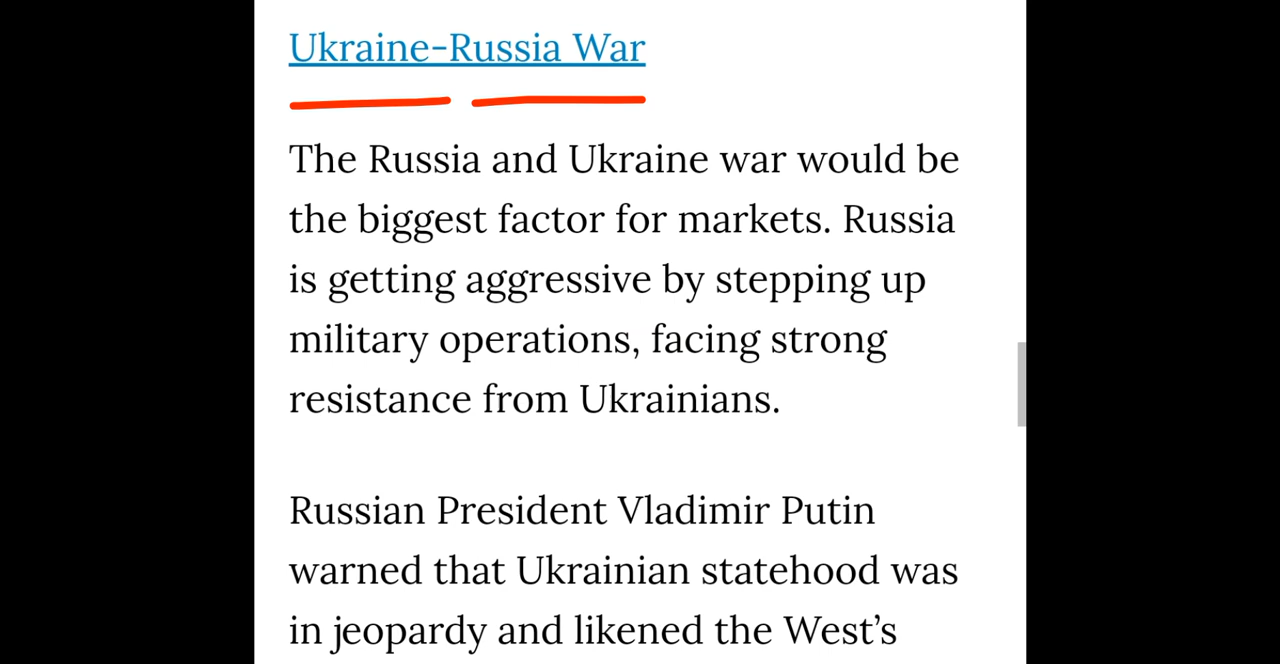 Ukraine-Russia War
The Russia and Ukraine war would be
the biggest factor for markets. Russia
is getting aggressive by stepping up
military operations, facing strong
resistance from Ukrainians.
Russian President Vladimir Putin
warned that Ukrainian statehood was
in jeopardy and likened the West’s